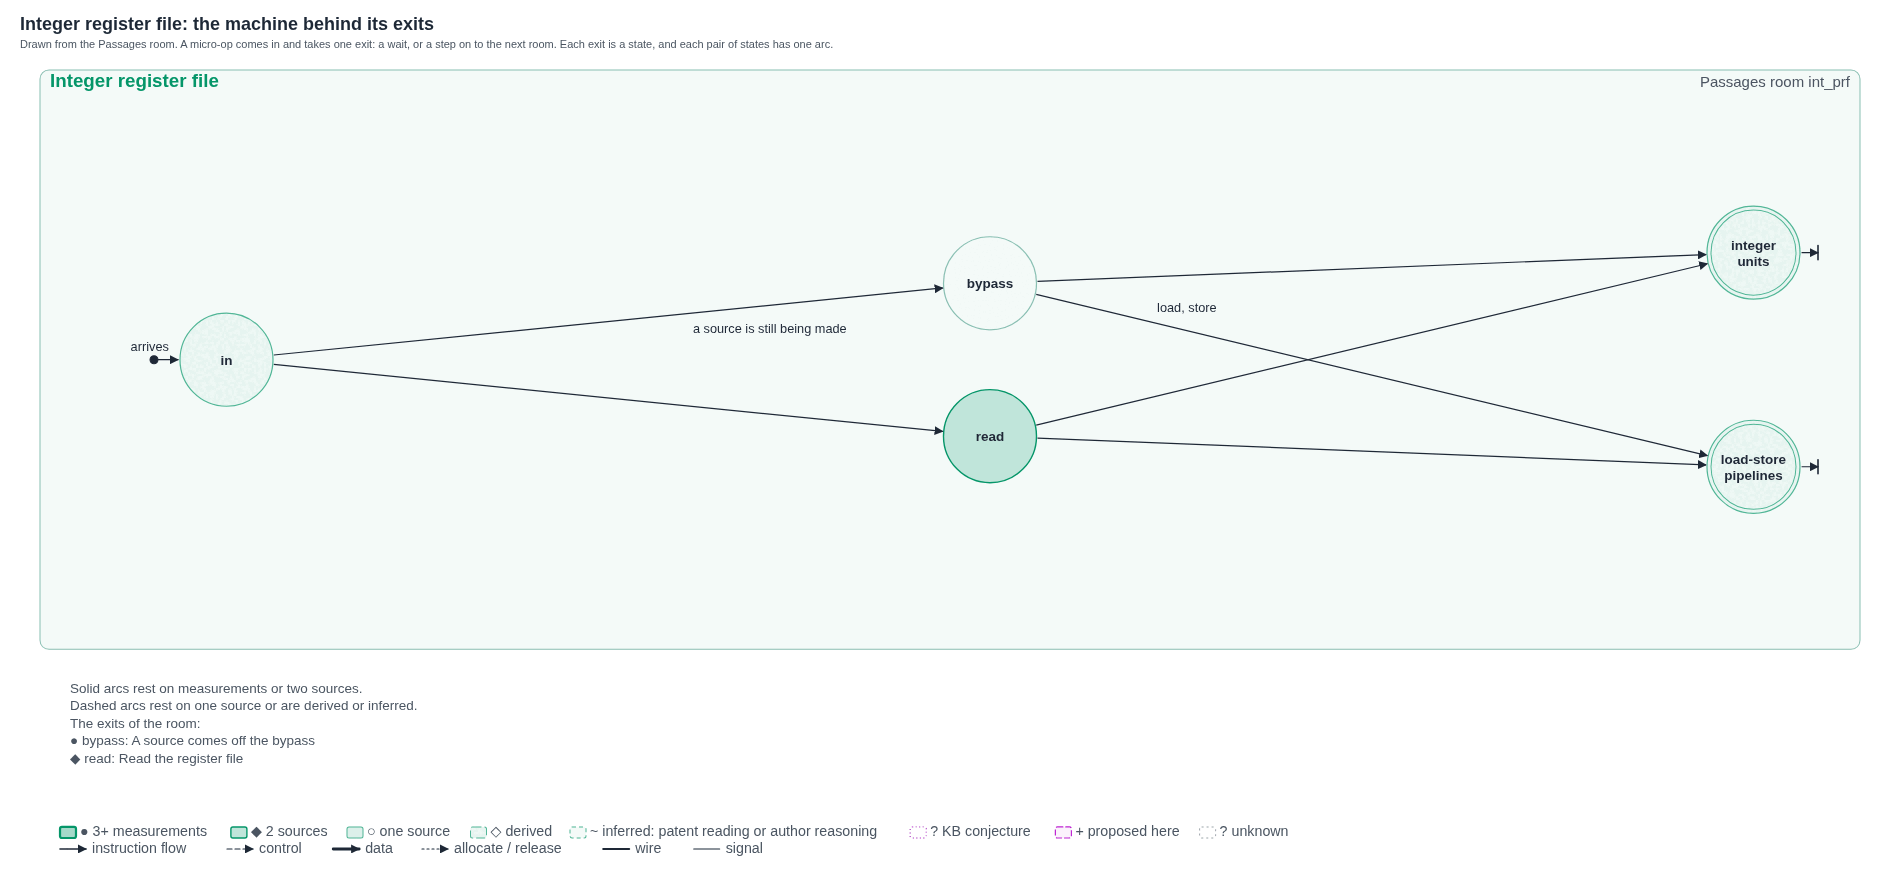 Integer register file: the machine behind its exits
Drawn from the Passages room. A micro-op comes in and takes one exit: a wait, or a step on to the next room. Each exit is a state, and each pair of states has one arc.
Integer register file
Passages room int_prf
arrives
in
a source is still being made
bypass
read
load, store
integer
units
load-store
pipelines
Solid arcs rest on measurements or two sources.
Dashed arcs rest on one source or are derived or inferred.
The exits of the room:
● bypass: A source comes off the bypass
◆ read: Read the register file
● 3+ measurements ◆ 2 sources ○ one source ◇ derived ~ inferred: patent reading or author reasoning ? KB conjecture + proposed here ? unknown
instruction flow control data allocate / release wire signal